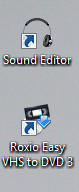 Sound Editor
Roxio Easy
VHS to DVD 3